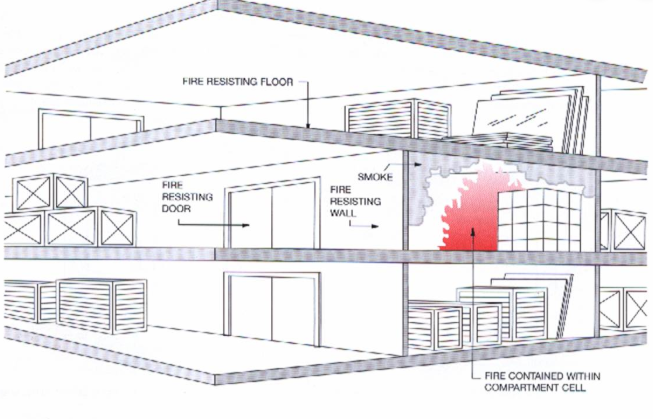 FIRE RESISTING FLOOR
SMOKE
FIRE
RESISTING
DOOR
FIRE
RESISTING
WALL
FIRE CONTAINED WITHIN
COMPARTMENT CELL